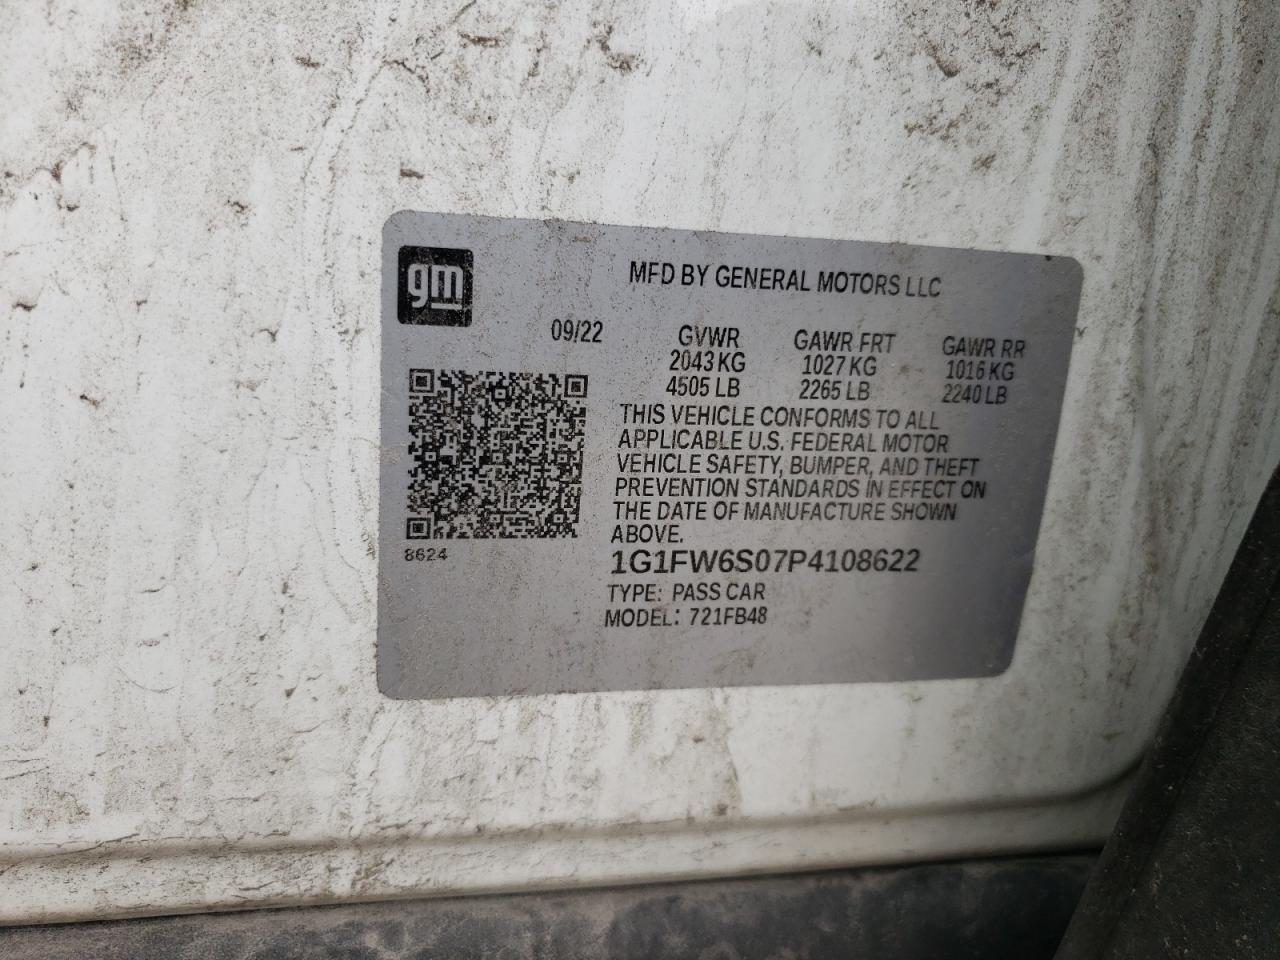 gm
MFD BY GENERAL MOTORS LLC
09/22 GVWR GAWR FRT GAWR RR
2043 KG 1027 KG 1016 KG
4505 LB 2265 LB 2240 LB
THIS VEHICLE CONFORMS TO ALL
APPLICABLE U.S. FEDERAL MOTOR
VEHICLE SAFETY, BUMPER, AND THEFT
PREVENTION STANDARDS IN EFFECT ON
THE DATE OF MANUFACTURE SHOWN
ABOVE.
8624
1G1FW6S07P4108622
TYPE: PASS CAR
MODEL: 721FB48